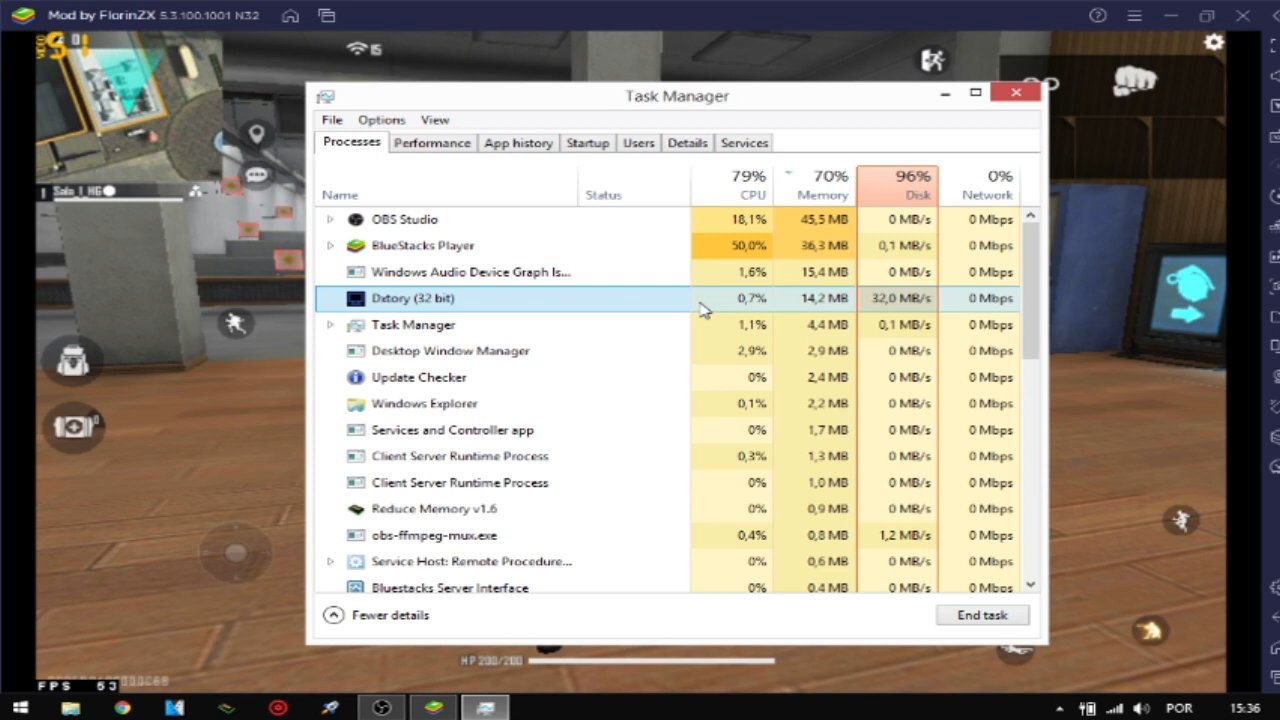 Mod by FlorinZX 5.3.100.1001 N32
VIDEO
15
Sala 1 HG
Task Manager
File Options View
Processes Performance App history Startup Users Details Services
79% 70% 96% 0%
Name Status CPU Memory Disk Network
OBS Studio 18,1% 45,5 MB 0 MB/s 0 Mbps
BlueStacks Player 50,0% 36,3 MB 0,1 MB/s 0 Mbps
Windows Audio Device Graph Is... 1,6% 15,4 MB 0 MB/s 0 Mbps
Dxtory (32 bit) 0,7% 14,2 MB 32,0 MB/s 0 Mbps
Task Manager 1,1% 4,4 MB 0,1 MB/s 0 Mbps
Desktop Window Manager 2,9% 2,9 MB 0 MB/s 0 Mbps
Update Checker 0% 2,4 MB 0 MB/s 0 Mbps
Windows Explorer 0,1% 2,2 MB 0 MB/s 0 Mbps
Services and Controller app 0% 1,7 MB 0 MB/s 0 Mbps
Client Server Runtime Process 0,3% 1,3 MB 0 MB/s 0 Mbps
Client Server Runtime Process 0% 1,0 MB 0 MB/s 0 Mbps
Reduce Memory v1.6 0% 0,9 MB 0 MB/s 0 Mbps
obs-ffmpeg-mux.exe 0,4% 0,8 MB 1,2 MB/s 0 Mbps
Service Host: Remote Procedure... 0% 0,6 MB 0 MB/s 0 Mbps
Bluestacks Server Interface 0% 0,4 MB 0 MB/s 0 Mbps
Fewer details End task
HP 200/200
FPS 53
POR 15:36